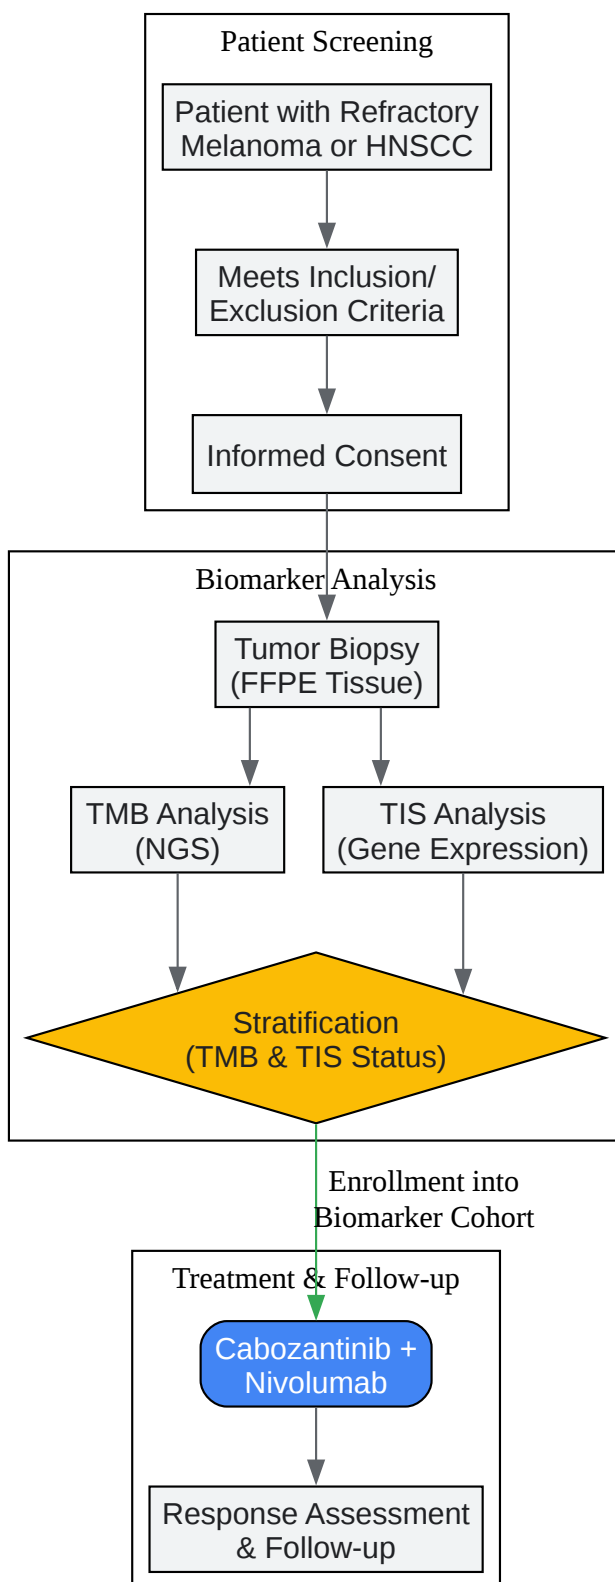 Patient Screening
Patient with Refractory
Melanoma or HNSCC
Meets Inclusion/
Exclusion Criteria
Informed Consent
Biomarker Analysis
Tumor Biopsy
(FFPE Tissue)
TMB Analysis
(NGS)
TIS Analysis
(Gene Expression)
Stratification
(TMB & TIS Status)
Enrollment into
Biomarker Cohort
Treatment & Follow-up
Cabozantinib +
Nivolumab
Response Assessment
& Follow-up